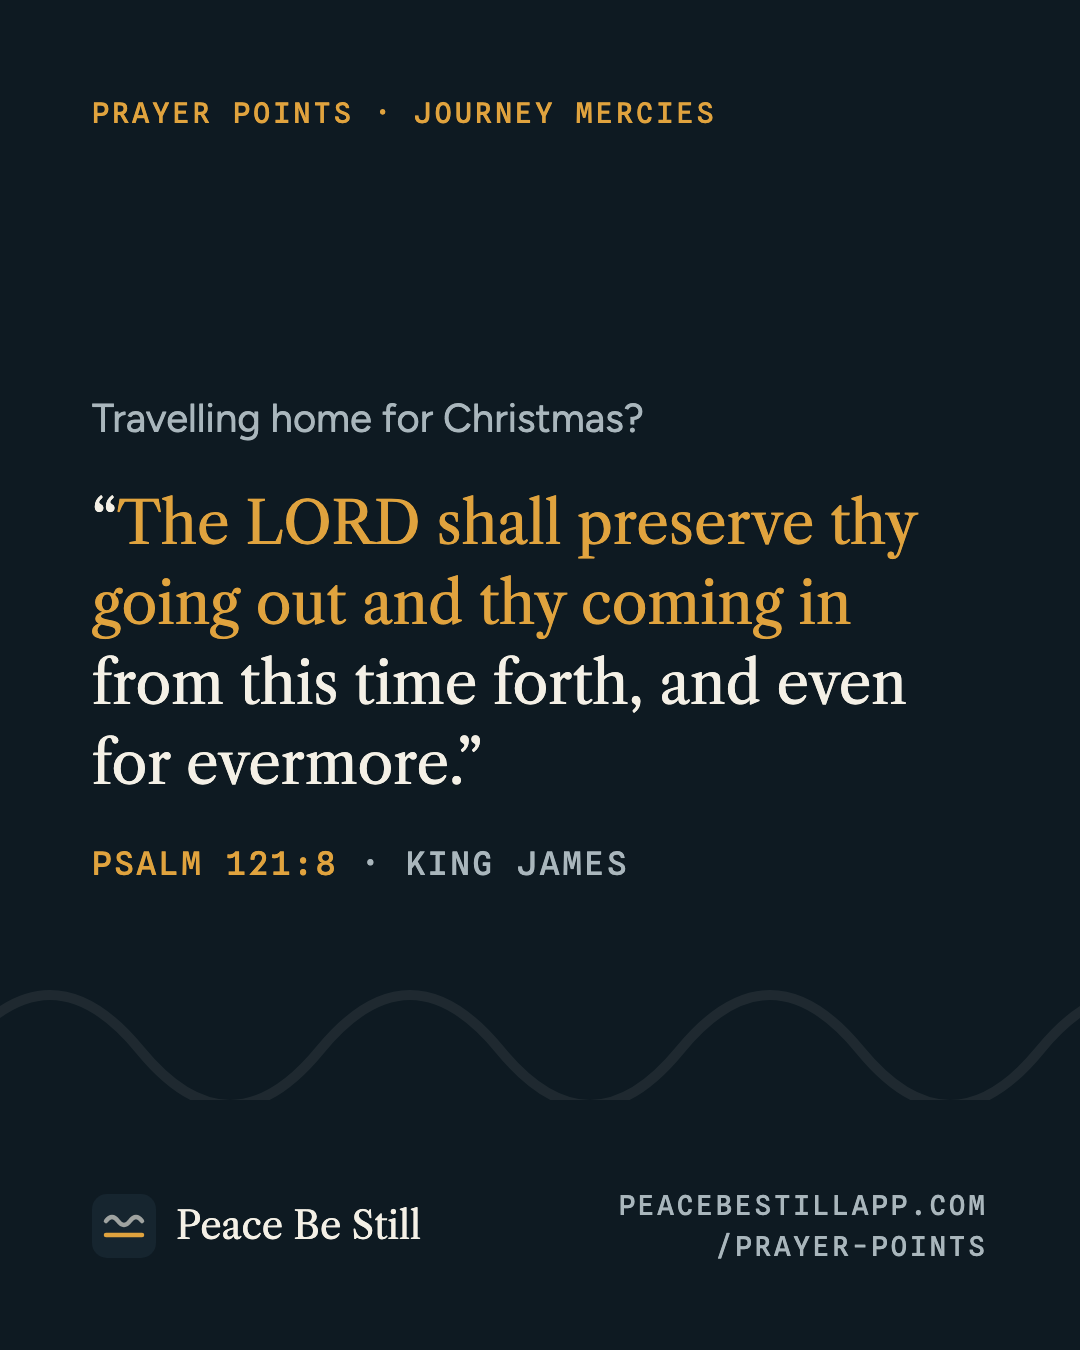 PRAYER POINTS · JOURNEY MERCIES
Travelling home for Christmas?
“The LORD shall preserve thy
going out and thy coming in
from this time forth, and even
for evermore.”
PSALM 121:8 · KING JAMES
Peace Be Still
PEACEBESTILLAPP.COM
/PRAYER-POINTS